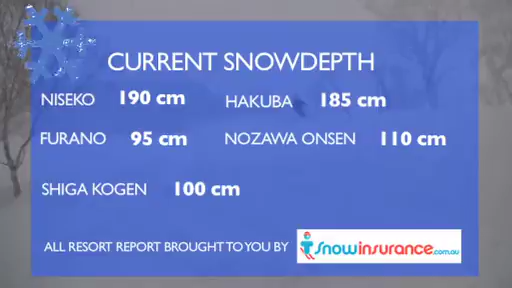 CURRENT SNOWDEPTH
NISEKO 190 cm HAKUBA 185 cm
FURANO 95 cm NOZAWA ONSEN 110 cm
SHIGA KOGEN 100 cm
ALL RESORT REPORT BROUGHT TO YOU BY snowinsurance.com.au